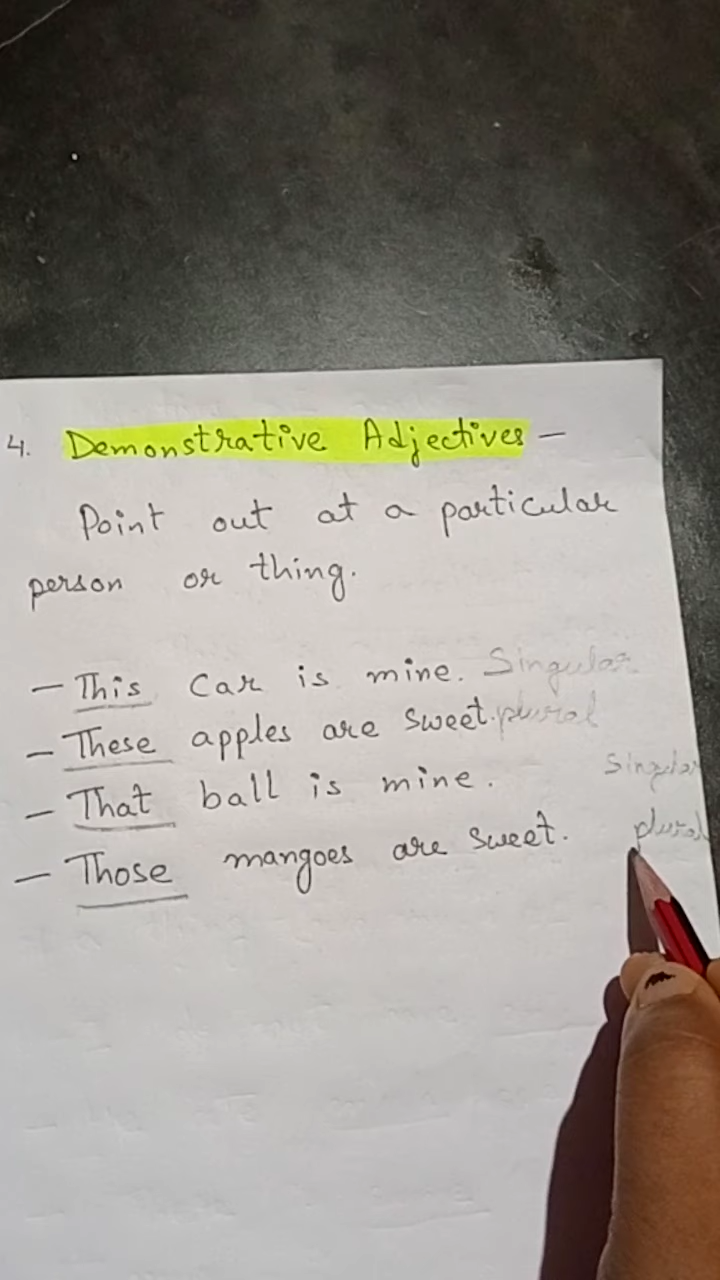 4. Demonstrative Adjectives –
Point out at a particular
person or thing.
– This car is mine. Singular
– These apples are sweet. plural
– That ball is mine. Singular
– Those mangoes are sweet. plural